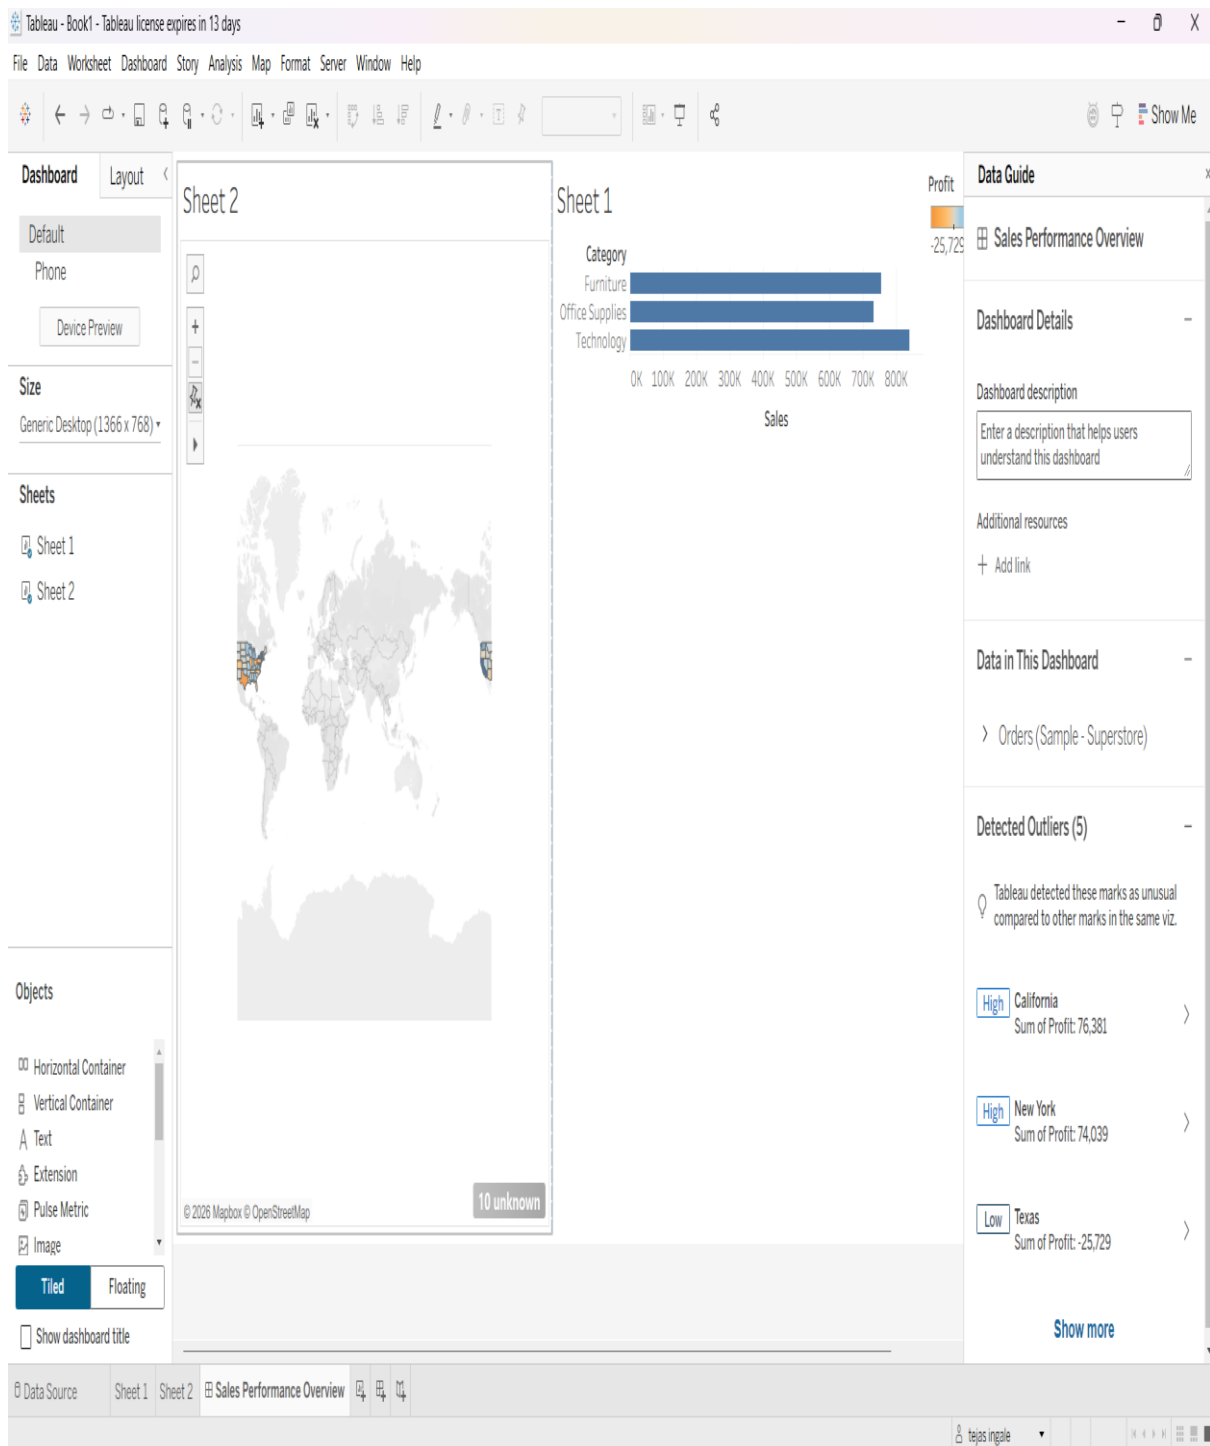 Tableau - Book1 - Tableau license expires in 13 days
File Data Worksheet Dashboard Story Analysis Map Format Server Window Help
Show Me
Dashboard Layout
Default
Phone
Device Preview
Size
Generic Desktop (1366 x 768)
Sheets
Sheet 1
Sheet 2
Objects
Horizontal Container
Vertical Container
Text
Extension
Pulse Metric
Image
Tiled Floating
Show dashboard title
Sheet 2
© 2026 Mapbox © OpenStreetMap
10 unknown
Sheet 1
Category
Furniture
Office Supplies
Technology
0K 100K 200K 300K 400K 500K 600K 700K 800K
Sales
Profit
-25,729
Data Guide
Sales Performance Overview
Dashboard Details
Dashboard description
Enter a description that helps users
understand this dashboard
Additional resources
Add link
Data in This Dashboard
Orders (Sample - Superstore)
Detected Outliers (5)
Tableau detected these marks as unusual
compared to other marks in the same viz.
High California
Sum of Profit: 76,381
High New York
Sum of Profit: 74,039
Low Texas
Sum of Profit: -25,729
Show more
Data Source Sheet 1 Sheet 2 Sales Performance Overview
tejas ingale